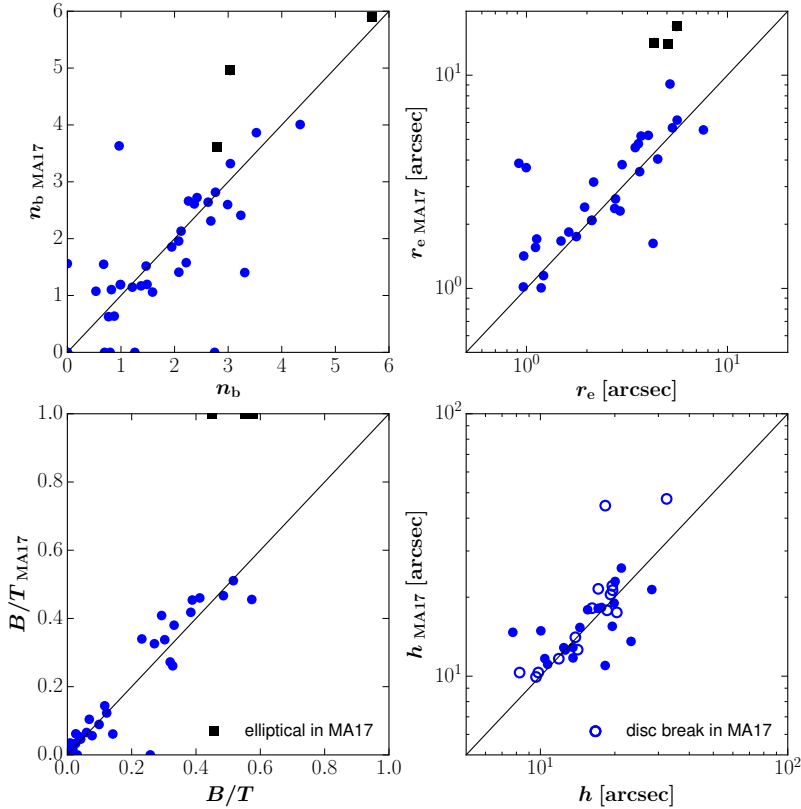 6
5
4
3
2
1
0
0 1 2 3 4 5 6
n_b MA17
n_b
10^1
10^0
10^0 10^1
r_e MA17 [arcsec]
r_e [arcsec]
1.0
0.8
0.6
0.4
0.2
0.0
0.0 0.2 0.4 0.6 0.8 1.0
B/T MA17
B/T
elliptical in MA17
10^2
10^1
10^1 10^2
h MA17 [arcsec]
h [arcsec]
disc break in MA17